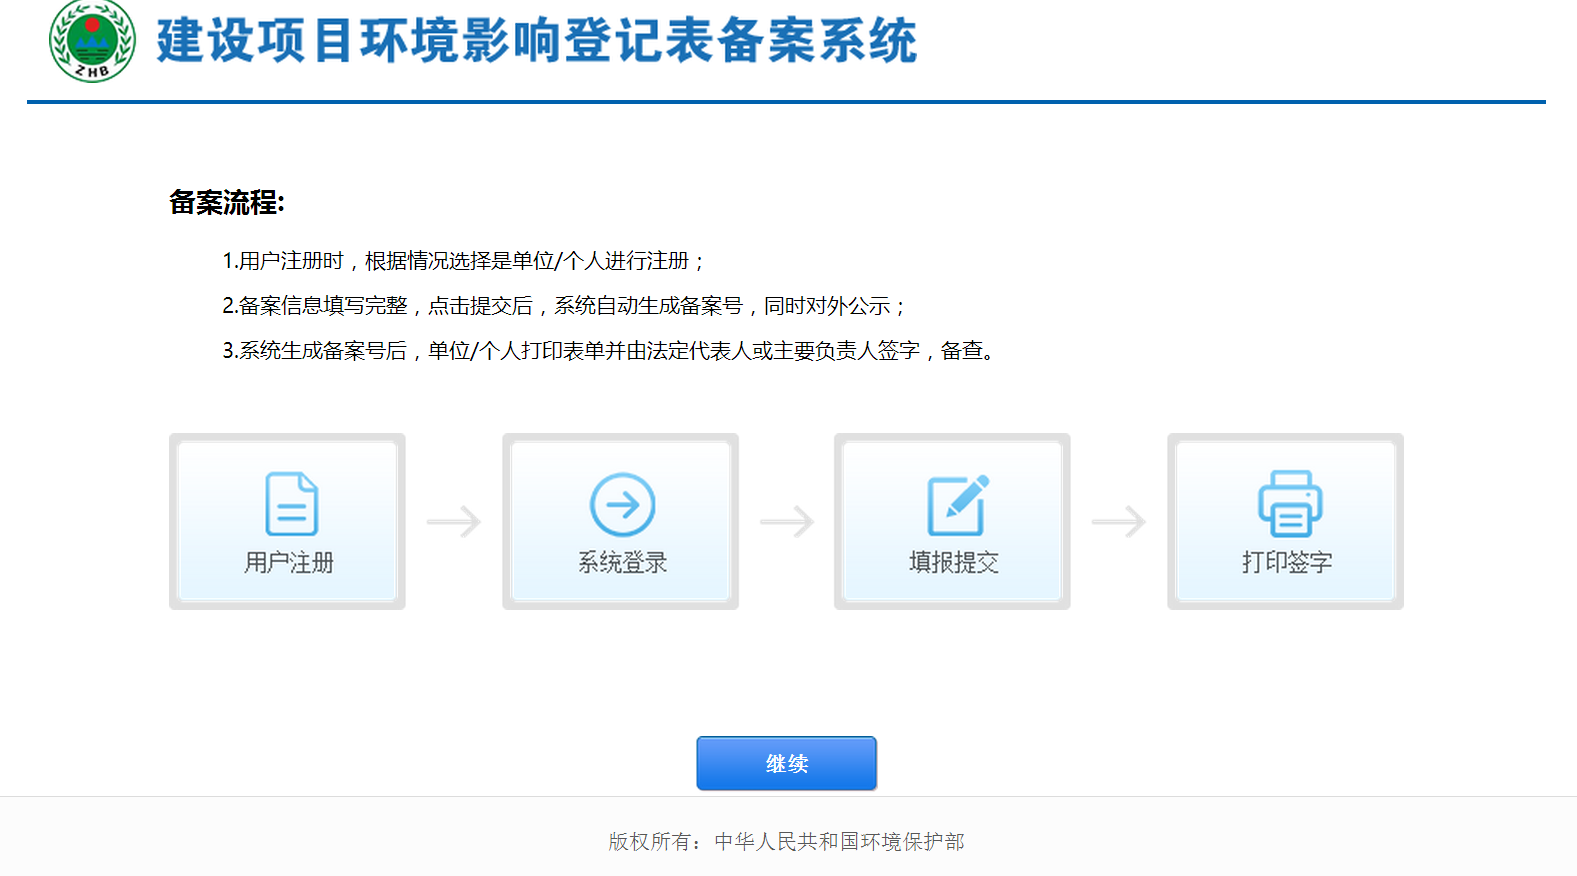 ZHB
建设项目环境影响登记表备案系统
备案流程:
1.用户注册时，根据情况选择是单位/个人进行注册；
2.备案信息填写完整，点击提交后，系统自动生成备案号，同时对外公示；
3.系统生成备案号后，单位/个人打印表单并由法定代表人或主要负责人签字，备查。
用户注册
系统登录
填报提交
打印签字
继续
版权所有：中华人民共和国环境保护部